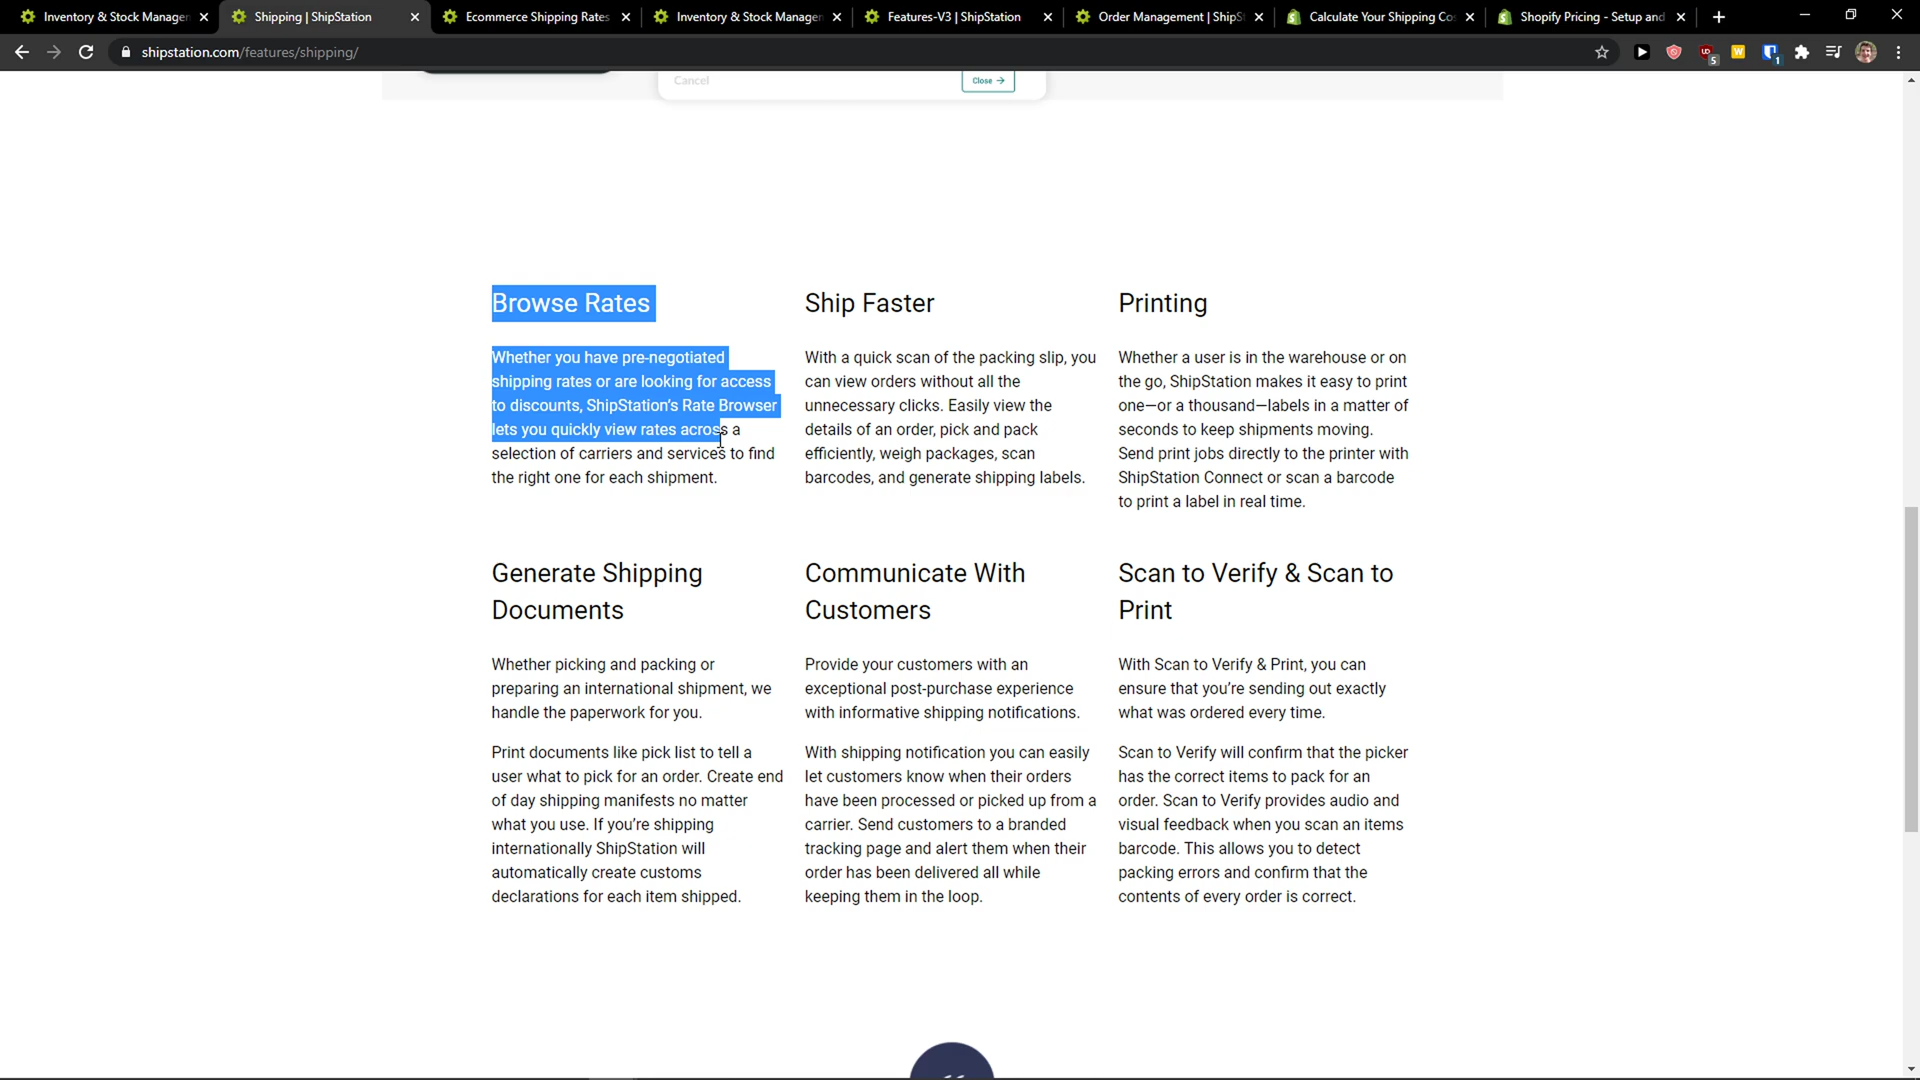 Inventory & Stock Managen
Shipping | ShipStation
Ecommerce Shipping Rates
Inventory & Stock Managen
Features-V3 | ShipStation
Order Management | ShipSt
Calculate Your Shipping Co
Shopify Pricing - Setup and
shipstation.com/features/shipping/
5
W
1
Cancel
Close →
Browse Rates
Whether you have pre-negotiated
shipping rates or are looking for access
to discounts, ShipStation's Rate Browser
lets you quickly view rates across a
selection of carriers and services to find
the right one for each shipment.
Ship Faster
With a quick scan of the packing slip, you
can view orders without all the
unnecessary clicks. Easily view the
details of an order, pick and pack
efficiently, weigh packages, scan
barcodes, and generate shipping labels.
Printing
Whether a user is in the warehouse or on
the go, ShipStation makes it easy to print
one—or a thousand—labels in a matter of
seconds to keep shipments moving.
Send print jobs directly to the printer with
ShipStation Connect or scan a barcode
to print a label in real time.
Generate Shipping
Documents
Whether picking and packing or
preparing an international shipment, we
handle the paperwork for you.
Print documents like pick list to tell a
user what to pick for an order. Create end
of day shipping manifests no matter
what you use. If you're shipping
internationally ShipStation will
automatically create customs
declarations for each item shipped.
Communicate With
Customers
Provide your customers with an
exceptional post-purchase experience
with informative shipping notifications.
With shipping notification you can easily
let customers know when their orders
have been processed or picked up from a
carrier. Send customers to a branded
tracking page and alert them when their
order has been delivered all while
keeping them in the loop.
Scan to Verify & Scan to
Print
With Scan to Verify & Print, you can
ensure that you're sending out exactly
what was ordered every time.
Scan to Verify will confirm that the picker
has the correct items to pack for an
order. Scan to Verify provides audio and
visual feedback when you scan an items
barcode. This allows you to detect
packing errors and confirm that the
contents of every order is correct.